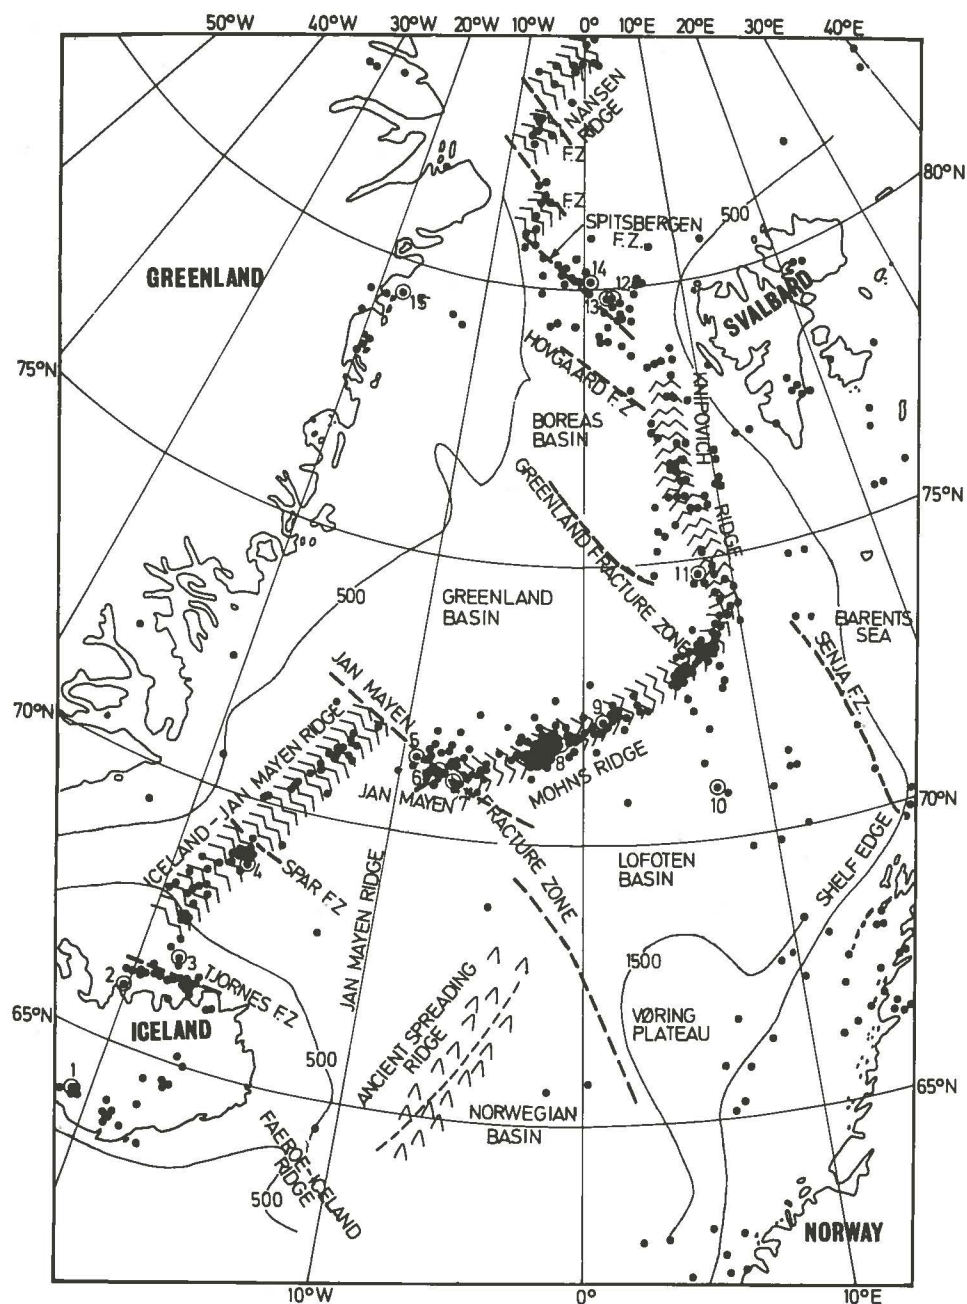 50°W 40°W 30°W 20°W 10°W 0° 10°E 20°E 30°E 40°E
NANSEN
RIDGE
F.Z.
80°N
F.Z.
500
SPITSBERGEN
F.Z.
GREENLAND
14
12
13
15
SVALBARD
75°N
HOVGAARD F.Z.
KNIPOVICH
RIDGE
BOREAS
BASIN
75°N
GREENLAND FRACTURE ZONE
11
500
GREENLAND
BASIN
BARENTS
SEA
SENJA F.Z.
JAN MAYEN
70°N
ICELAND-JAN MAYEN RIDGE
5
9
6
8
JAN MAYEN
7
FRACTURE ZONE
MOHNS RIDGE
10
70°N
4
SPAR F.Z.
LOFOTEN
BASIN
SHELF EDGE
JAN MAYEN RIDGE
3
2
TJORNES F.Z.
1500
65°N
ICELAND
ANCIENT SPREADING
RIDGE
VØRING
PLATEAU
500
1
65°N
NORWEGIAN
BASIN
FAEROE-ICELAND
RIDGE
500
NORWAY
10°W 0° 10°E